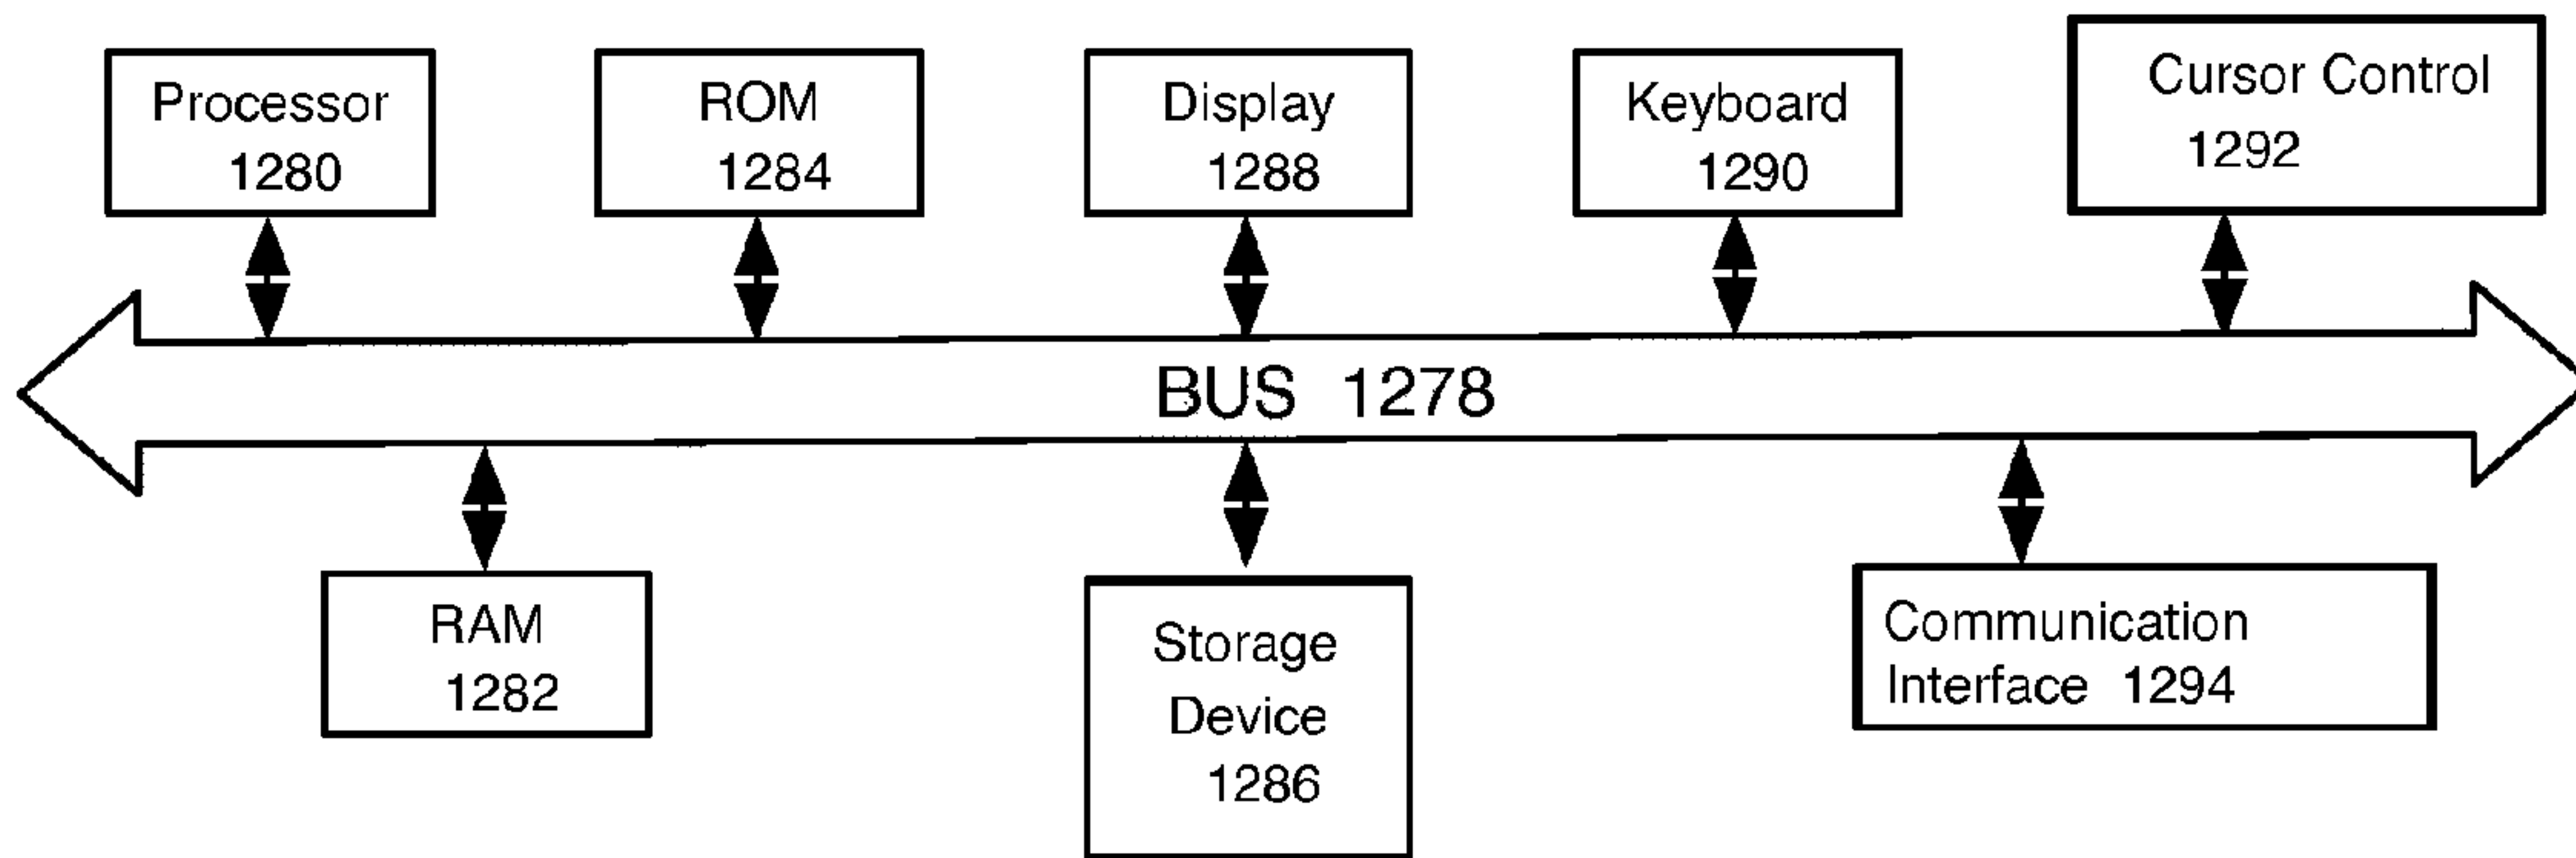 Processor
1280
ROM
1284
Display
1288
Keyboard
1290
Cursor Control
1292
BUS 1278
RAM
1282
Storage
Device
1286
Communication
Interface 1294